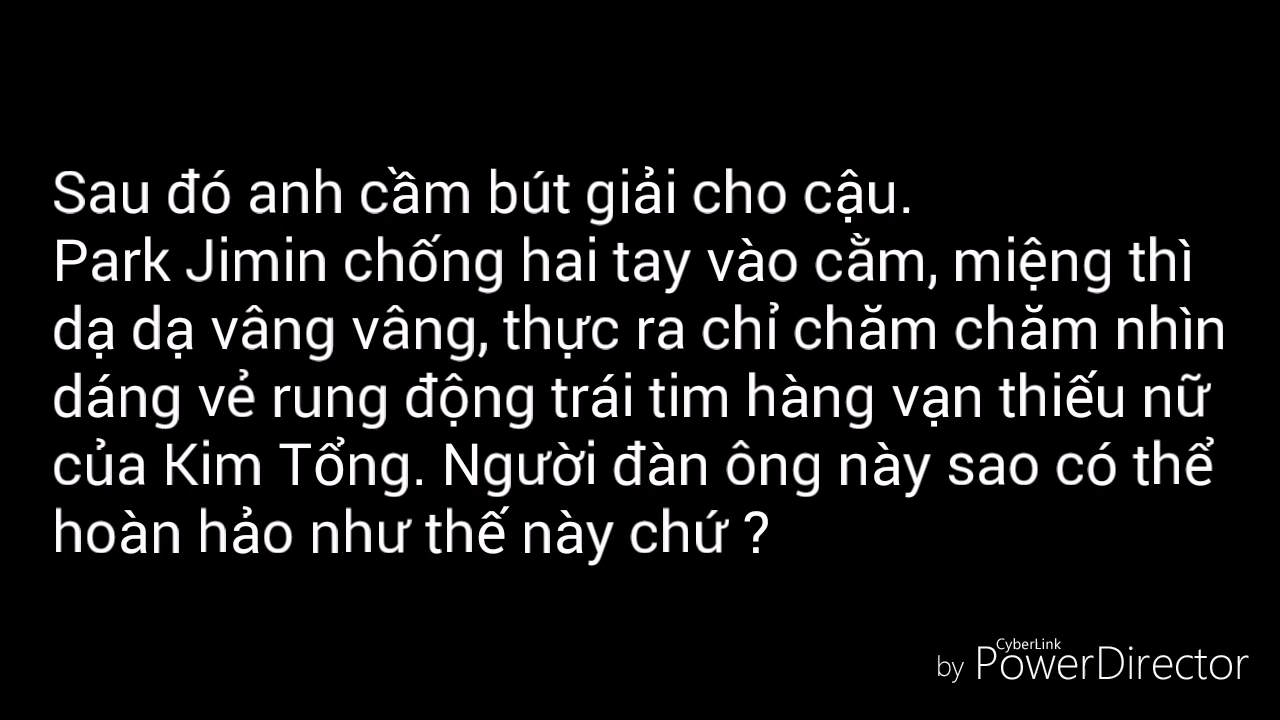 Sau đó anh cầm bút giải cho cậu.
Park Jimin chống hai tay vào cằm, miệng thì
dạ dạ vâng vâng, thực ra chỉ chăm chăm nhìn
dáng vẻ rung động trái tim hàng vạn thiếu nữ
của Kim Tổng. Người đàn ông này sao có thể
hoàn hảo như thế này chứ ?
CyberLink
by PowerDirector